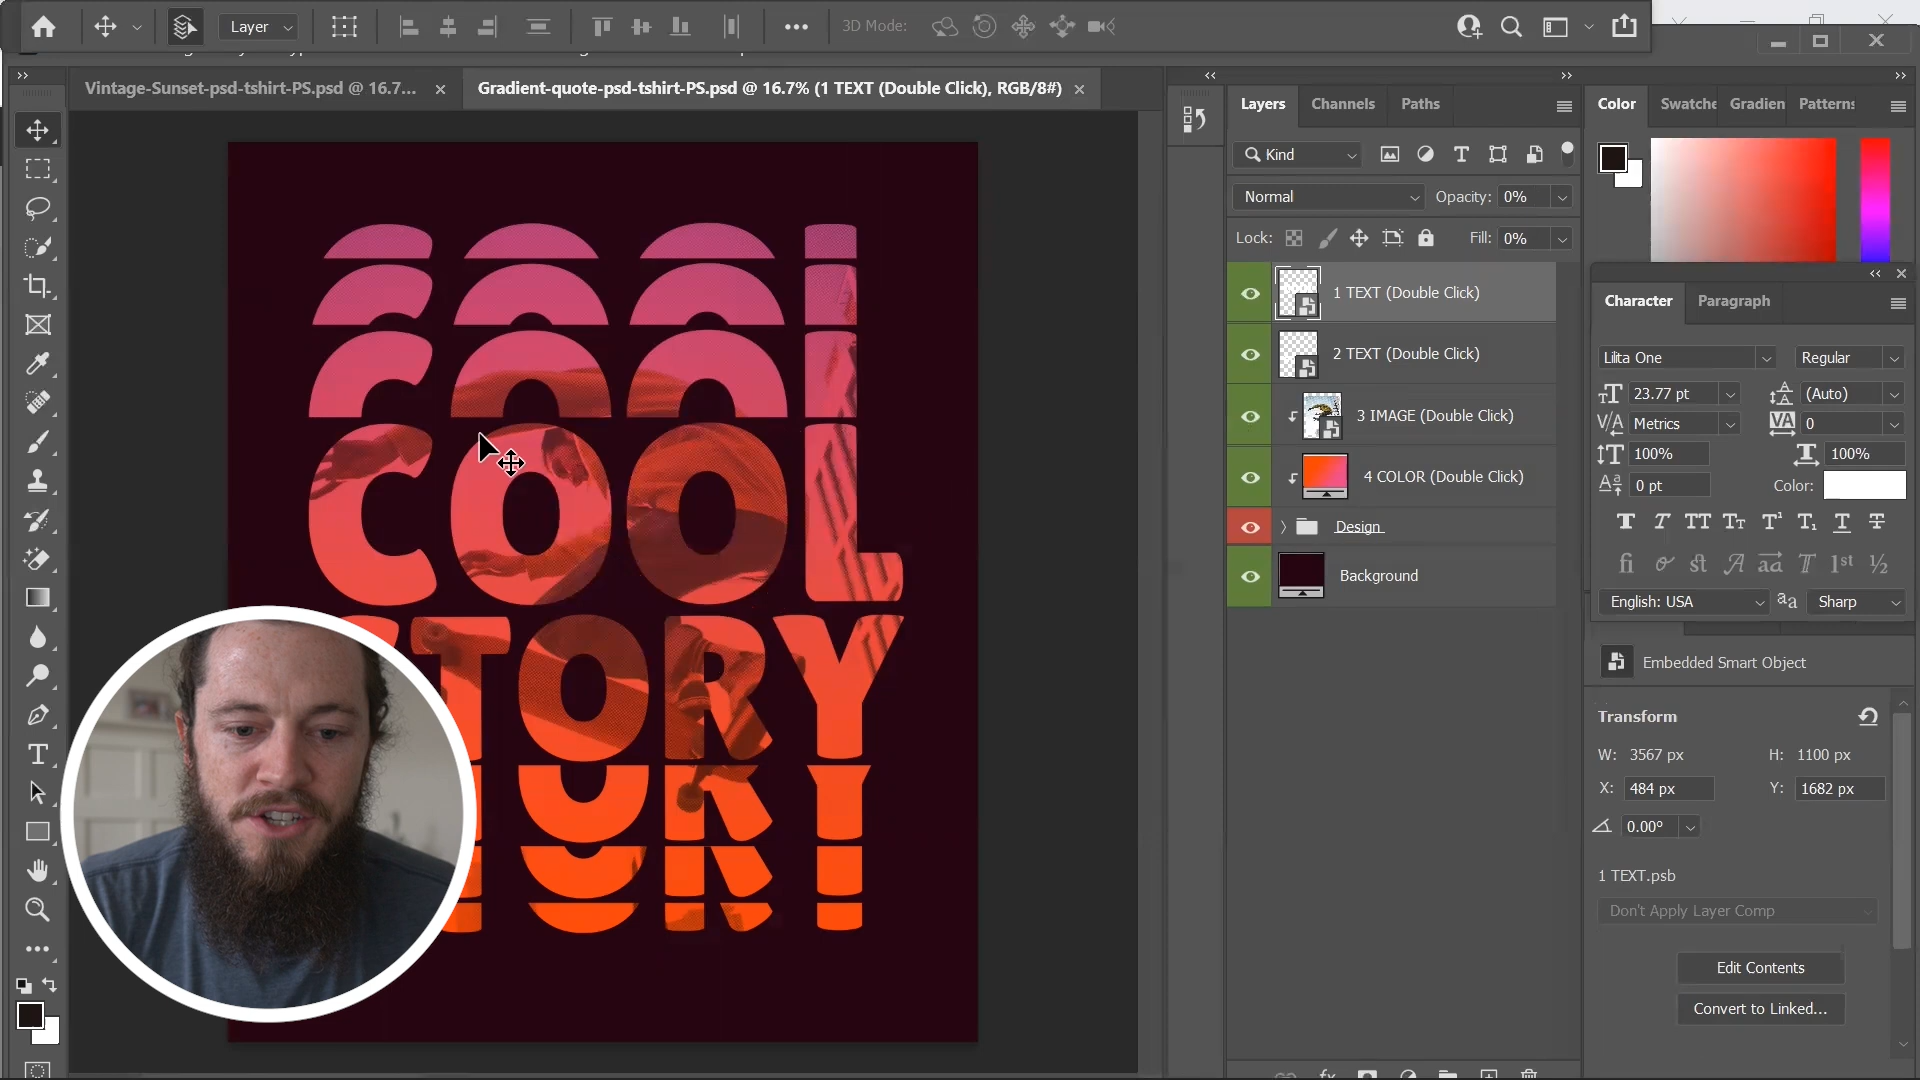 Layer
3D Mode:
Vintage-Sunset-psd-tshirt-PS.psd @ 16.7...
Gradient-quote-psd-tshirt-PS.psd @ 16.7% (1 TEXT (Double Click), RGB/8#)
Layers
Channels
Paths
Color
Swatche
Gradien
Patterns
Kind
Normal
Opacity: 0%
Lock:
Fill: 0%
1 TEXT (Double Click)
2 TEXT (Double Click)
3 IMAGE (Double Click)
4 COLOR (Double Click)
Design
Background
COOL
STORY
Character
Paragraph
Lilita One
Regular
23.77 pt
(Auto)
Metrics
0
100%
100%
0 pt
Color:
English: USA
Sharp
Embedded Smart Object
Transform
W: 3567 px
H: 1100 px
X: 484 px
Y: 1682 px
0.00°
1 TEXT.psb
Don't Apply Layer Comp
Edit Contents
Convert to Linked...